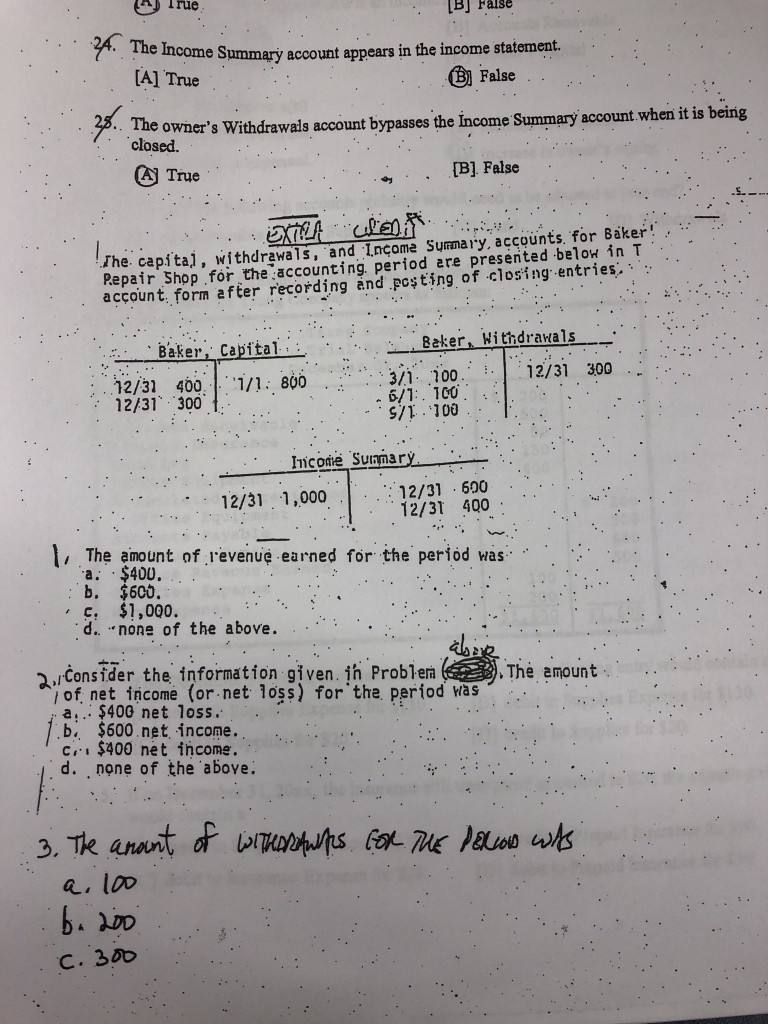 [A] True [B] False
24. The Income Summary account appears in the income statement.
[A] True [B] False
25. The owner's Withdrawals account bypasses the Income Summary account when it is being
closed.
[A] True [B] False
EXTRA CREDIT
The capital, withdrawals, and Income Summary accounts for Baker
Repair Shop for the accounting period are presented below in T
account form after recording and posting of closing entries.
Baker, Capital
12/31 400 1/1 800
12/31 300
Baker, Withdrawals
3/1 100 12/31 300
6/1 100
9/1 100
Income Summary
12/31 1,000 12/31 600
12/31 400
1, The amount of revenue earned for the period was
a. $400.
b. $600.
c. $1,000.
d. none of the above.
above
2. Consider the information given in Problem ( ). The amount
of net income (or net loss) for the period was
a. $400 net loss.
b. $600 net income.
c. $400 net income.
d. none of the above.
3. The amount of WITHDRAWALS FOR THE PERIOD WAS
a. 100
b. 200
c. 300